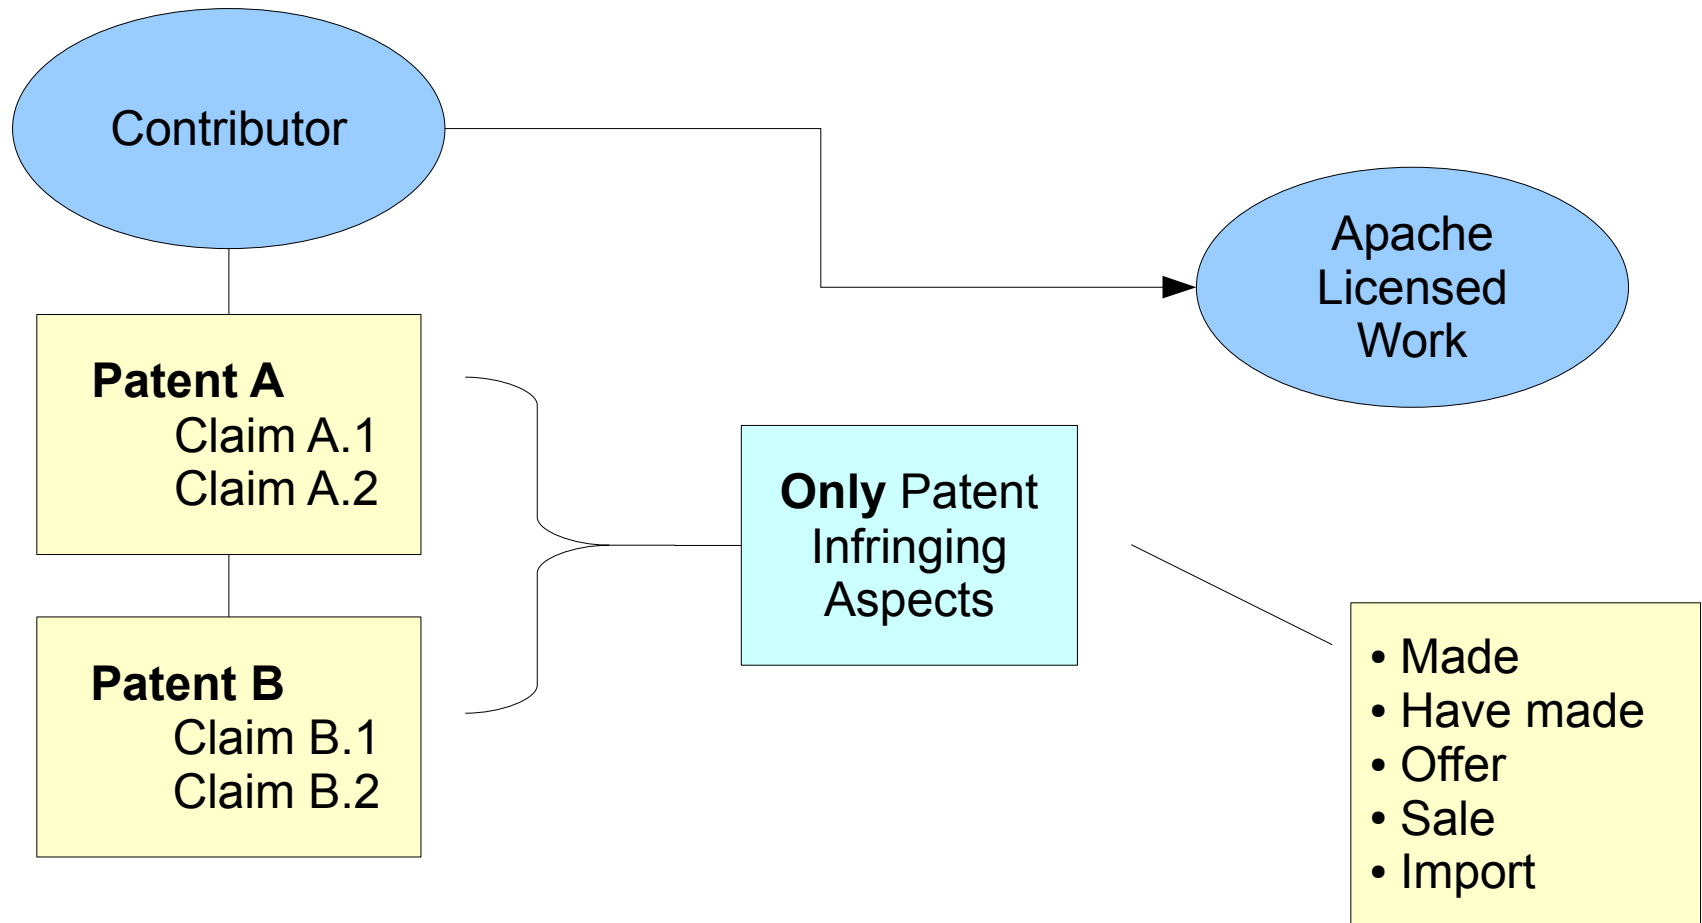 Contributor
Apache
Licensed
Work
Patent A
Claim A.1
Claim A.2
Patent B
Claim B.1
Claim B.2
Only Patent
Infringing
Aspects
• Made
• Have made
• Offer
• Sale
• Import